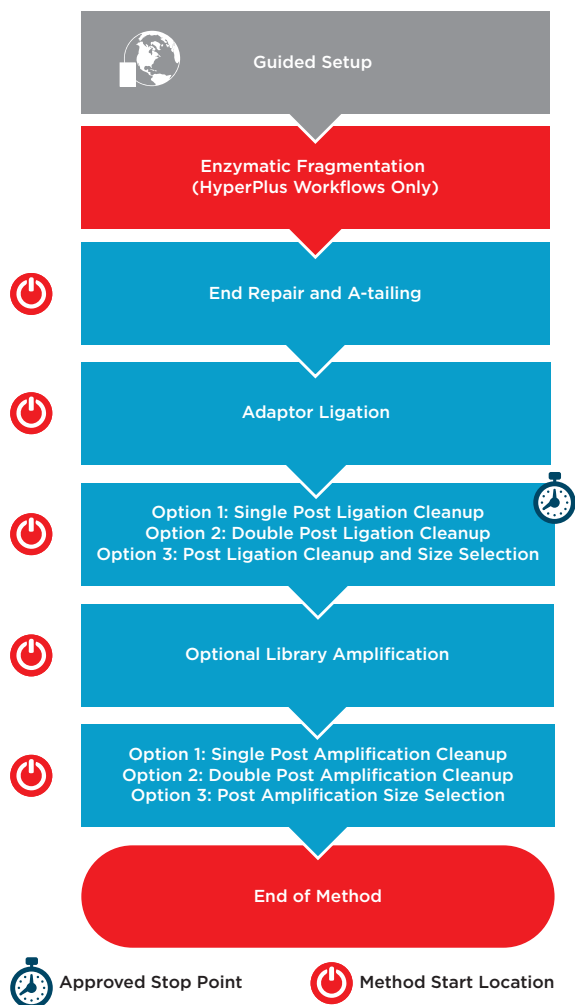 Guided Setup
Enzymatic Fragmentation
(HyperPlus Workflows Only)
End Repair and A-tailing
Adaptor Ligation
Option 1: Single Post Ligation Cleanup
Option 2: Double Post Ligation Cleanup
Option 3: Post Ligation Cleanup and Size Selection
Optional Library Amplification
Option 1: Single Post Amplification Cleanup
Option 2: Double Post Amplification Cleanup
Option 3: Post Amplification Size Selection
End of Method
Approved Stop Point
Method Start Location